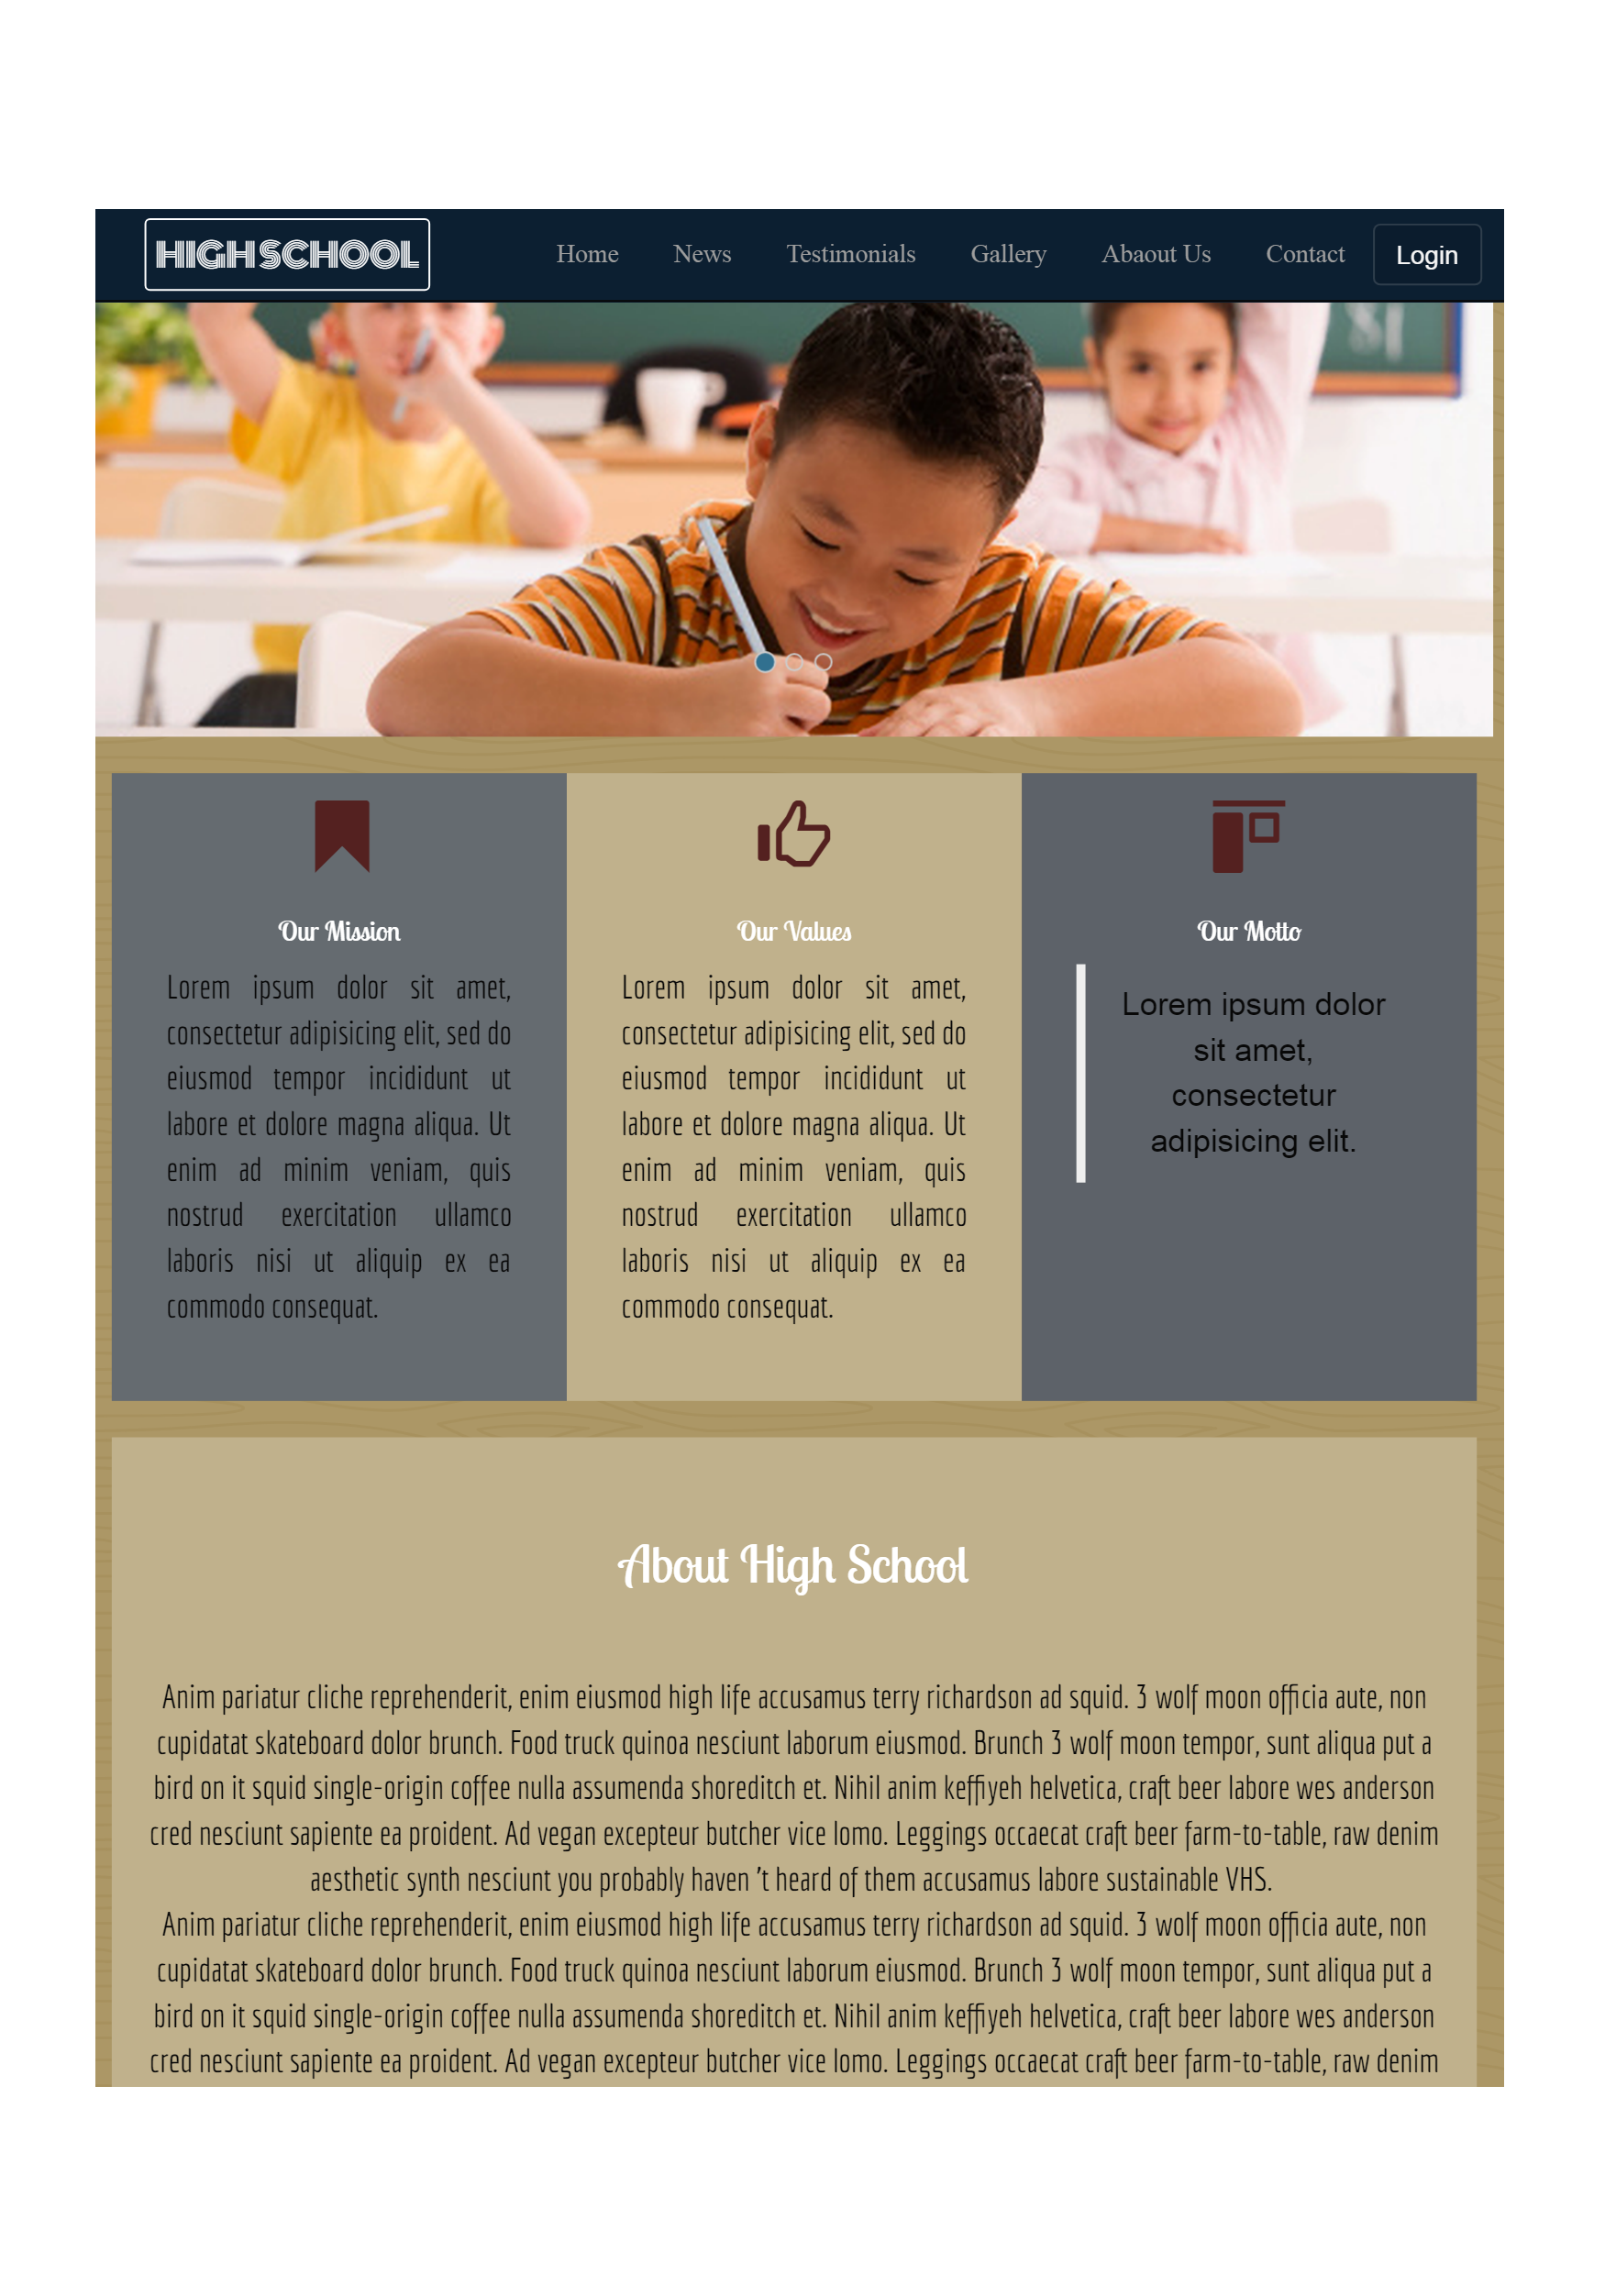 HIGHSCHOOL
Home News Testimonials Gallery Abaout Us Contact Login
Our Mission
Lorem ipsum dolor sit amet,
consectetur adipisicing elit, sed do
eiusmod tempor incididunt ut
labore et dolore magna aliqua. Ut
enim ad minim veniam, quis
nostrud exercitation ullamco
laboris nisi ut aliquip ex ea
commodo consequat.
Our Values
Lorem ipsum dolor sit amet,
consectetur adipisicing elit, sed do
eiusmod tempor incididunt ut
labore et dolore magna aliqua. Ut
enim ad minim veniam, quis
nostrud exercitation ullamco
laboris nisi ut aliquip ex ea
commodo consequat.
Our Motto
Lorem ipsum dolor
sit amet,
consectetur
adipisicing elit.
About High School
Anim pariatur cliche reprehenderit, enim eiusmod high life accusamus terry richardson ad squid. 3 wolf moon officia aute, non
cupidatat skateboard dolor brunch. Food truck quinoa nesciunt laborum eiusmod. Brunch 3 wolf moon tempor, sunt aliqua put a
bird on it squid single-origin coffee nulla assumenda shoreditch et. Nihil anim keffiyeh helvetica, craft beer labore wes anderson
cred nesciunt sapiente ea proident. Ad vegan excepteur butcher vice lomo. Leggings occaecat craft beer farm-to-table, raw denim
aesthetic synth nesciunt you probably haven 't heard of them accusamus labore sustainable VHS.
Anim pariatur cliche reprehenderit, enim eiusmod high life accusamus terry richardson ad squid. 3 wolf moon officia aute, non
cupidatat skateboard dolor brunch. Food truck quinoa nesciunt laborum eiusmod. Brunch 3 wolf moon tempor, sunt aliqua put a
bird on it squid single-origin coffee nulla assumenda shoreditch et. Nihil anim keffiyeh helvetica, craft beer labore wes anderson
cred nesciunt sapiente ea proident. Ad vegan excepteur butcher vice lomo. Leggings occaecat craft beer farm-to-table, raw denim